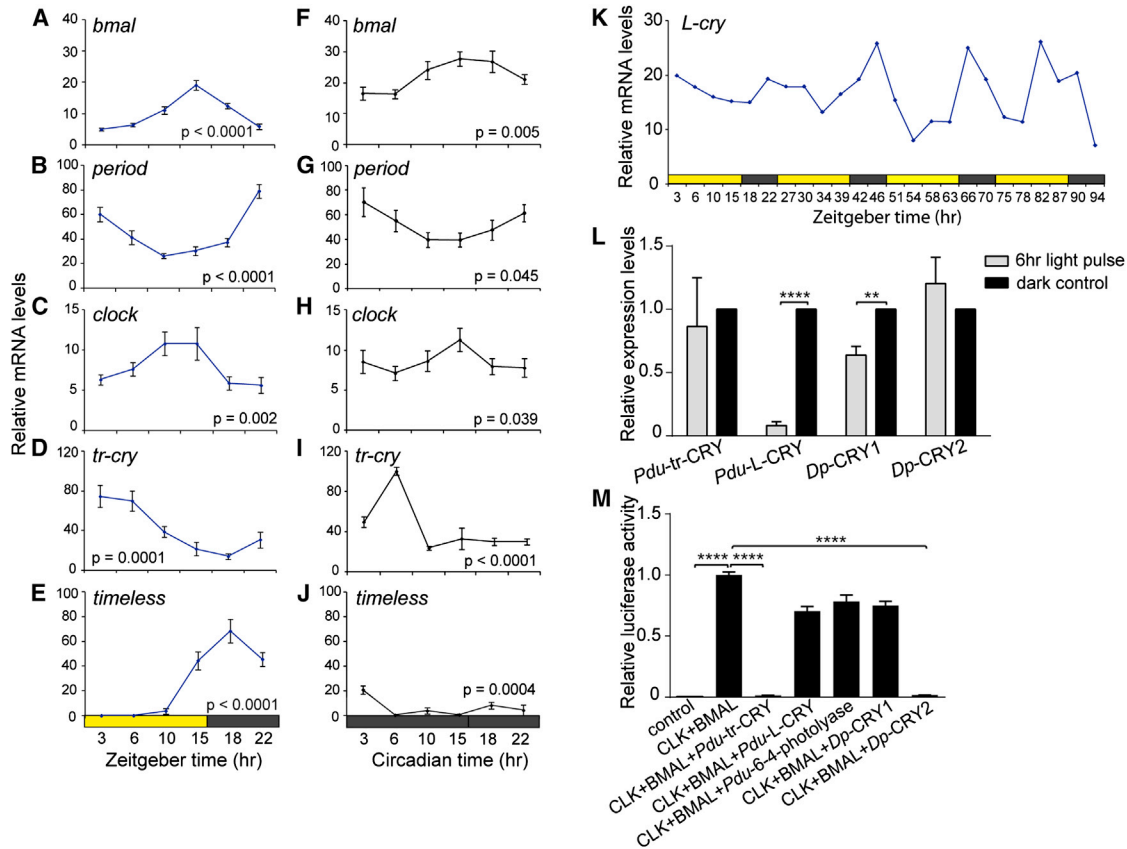 A bmal
40
30
20
10
0
p < 0.0001
B period
100
80
60
40
20
0
p < 0.0001
C clock
15
10
5
0
p = 0.002
D tr-cry
120
80
40
0
p = 0.0001
E timeless
100
80
60
40
20
0
p < 0.0001
3 6 10 15 18 22
Zeitgeber time (hr)
Relative mRNA levels
F bmal
40
30
20
10
0
p = 0.005
G period
100
80
60
40
20
0
p = 0.045
H clock
15
10
5
0
p = 0.039
I tr-cry
120
80
40
0
p < 0.0001
J timeless
100
80
60
40
20
0
p = 0.0004
3 6 10 15 18 22
Circadian time (hr)
K L-cry
Relative mRNA levels
30
20
10
0
3 6 10 15 18 22 27 30 34 39 42 46 51 54 58 63 66 70 75 78 82 87 90 94
Zeitgeber time (hr)
L
Relative expression levels
1.5
1.0
0.5
0
**** **
6hr light pulse
dark control
Pdu-tr-CRY
Pdu-L-CRY
Dp-CRY1
Dp-CRY2
M
Relative luciferase activity
1.5
1.0
0.5
0
****
**** ****
control
CLK+BMAL
CLK+BMAL+Pdu-tr-CRY
CLK+BMAL+Pdu-L-CRY
CLK+BMAL+Pdu-6-4-photolyase
CLK+BMAL+Dp-CRY1
CLK+BMAL+Dp-CRY2